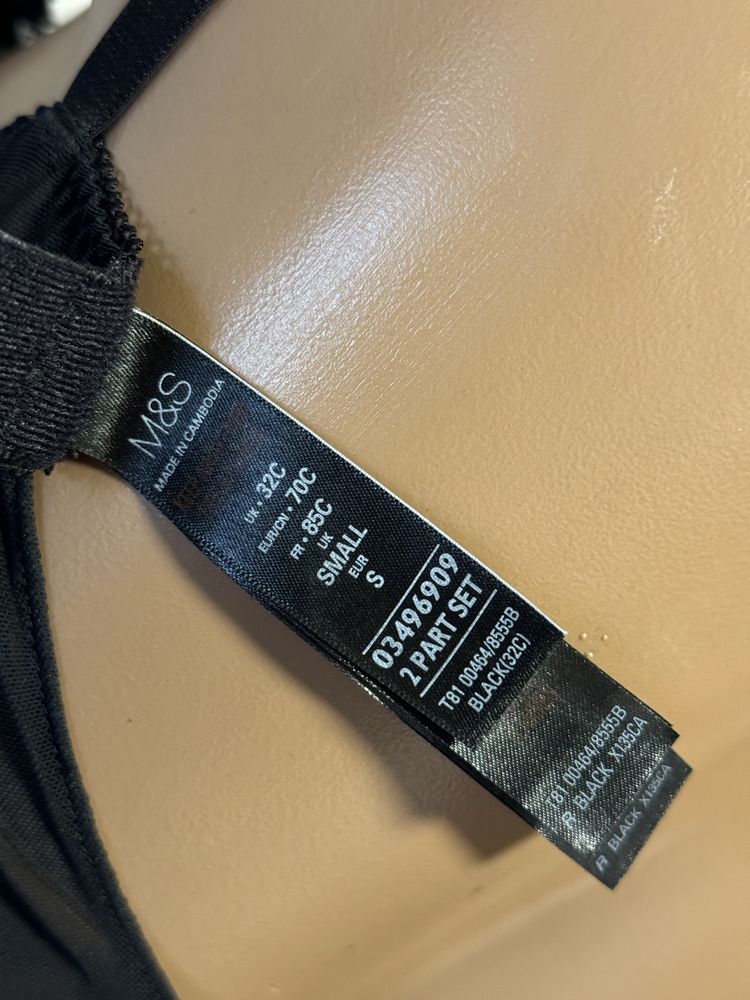 M&S
MADE IN CAMBODIA
UK • 32C
EUR/CN • 70C
FR • 85C
UK
SMALL
EUR
S
03496909
2 PART SET
T81 00464/8555B
BLACK(32C)
T81 00464/8555B
R BLACK X135CA
R BLACK X135CA